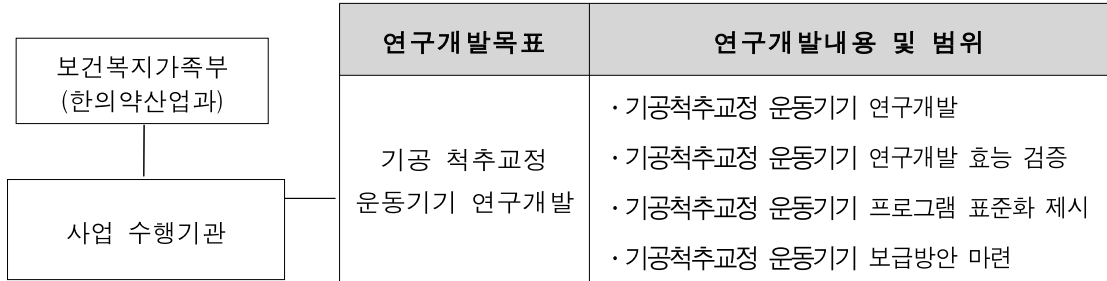 보건복지가족부
(한의약산업과)
사업 수행기관
연구개발목표
연구개발내용 및 범위
기공 척추교정
운동기기 연구개발
· 기공척추교정 운동기기 연구개발
· 기공척추교정 운동기기 연구개발 효능 검증
· 기공척추교정 운동기기 프로그램 표준화 제시
· 기공척추교정 운동기기 보급방안 마련